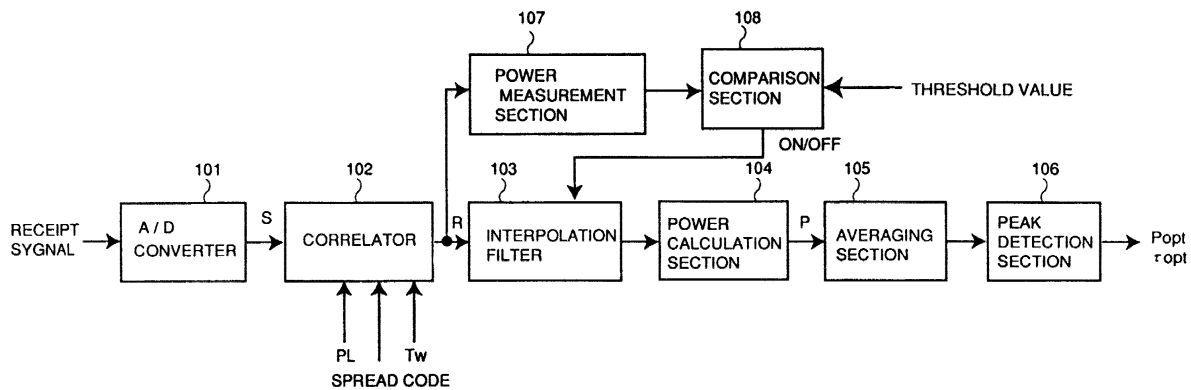 107
108
POWER
MEASUREMENT
SECTION
COMPARISON
SECTION
THRESHOLD VALUE
ON/OFF
101
102
103
104
105
106
RECEIPT
SYGNAL
A / D
CONVERTER
S
CORRELATOR
R
INTERPOLATION
FILTER
POWER
CALCULATION
SECTION
P
AVERAGING
SECTION
PEAK
DETECTION
SECTION
Popt
τopt
PL
Tw
SPREAD CODE